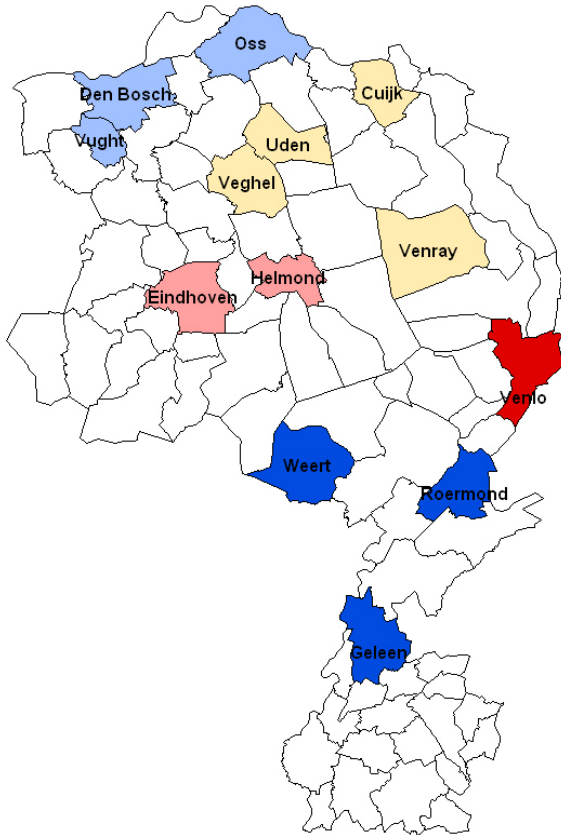 Oss
Den Bosch
Cuijk
Vught
Uden
Veghel
Venray
Helmond
Eindhoven
Venlo
Weert
Roermond
Geleen